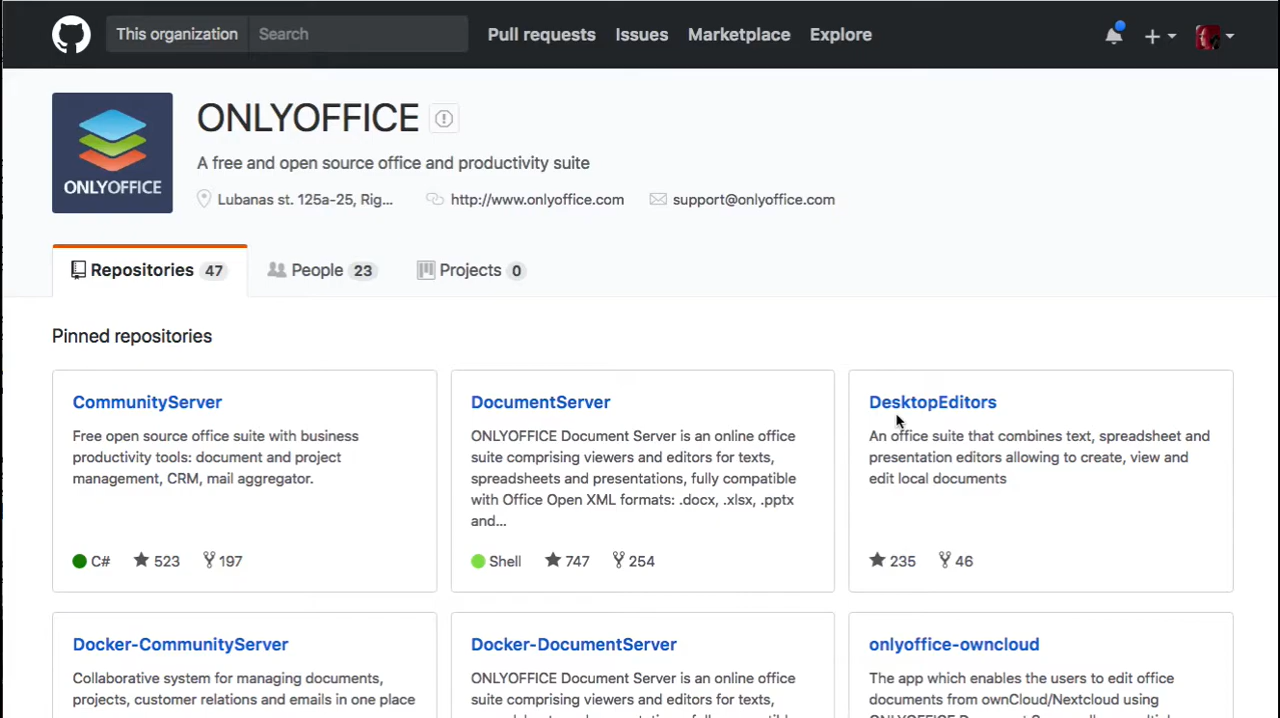 This organization Search Pull requests Issues Marketplace Explore
ONLYOFFICE
ONLYOFFICE
A free and open source office and productivity suite
Lubanas st. 125a-25, Rig... http://www.onlyoffice.com support@onlyoffice.com
Repositories 47 People 23 Projects 0
Pinned repositories
CommunityServer
Free open source office suite with business
productivity tools: document and project
management, CRM, mail aggregator.
C# 523 197
DocumentServer
ONLYOFFICE Document Server is an online office
suite comprising viewers and editors for texts,
spreadsheets and presentations, fully compatible
with Office Open XML formats: .docx, .xlsx, .pptx
and...
Shell 747 254
DesktopEditors
An office suite that combines text, spreadsheet and
presentation editors allowing to create, view and
edit local documents
235 46
Docker-CommunityServer
Collaborative system for managing documents,
projects, customer relations and emails in one place
Docker-DocumentServer
ONLYOFFICE Document Server is an online office
suite comprising viewers and editors for texts,
onlyoffice-owncloud
The app which enables the users to edit office
documents from ownCloud/Nextcloud using